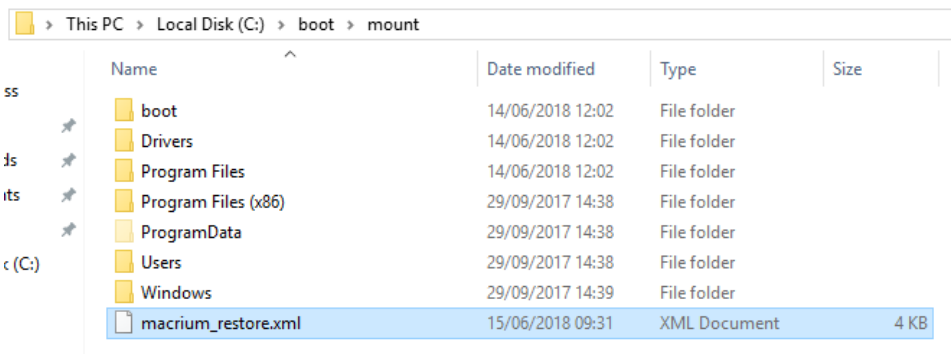 This PC > Local Disk (C:) > boot > mount
Name Date modified Type Size
boot 14/06/2018 12:02 File folder
Drivers 14/06/2018 12:02 File folder
Program Files 14/06/2018 12:02 File folder
Program Files (x86) 29/09/2017 14:38 File folder
ProgramData 29/09/2017 14:38 File folder
Users 29/09/2017 14:38 File folder
Windows 29/09/2017 14:39 File folder
macrium_restore.xml 15/06/2018 09:31 XML Document 4 KB
ss
ds
nts
(C:)